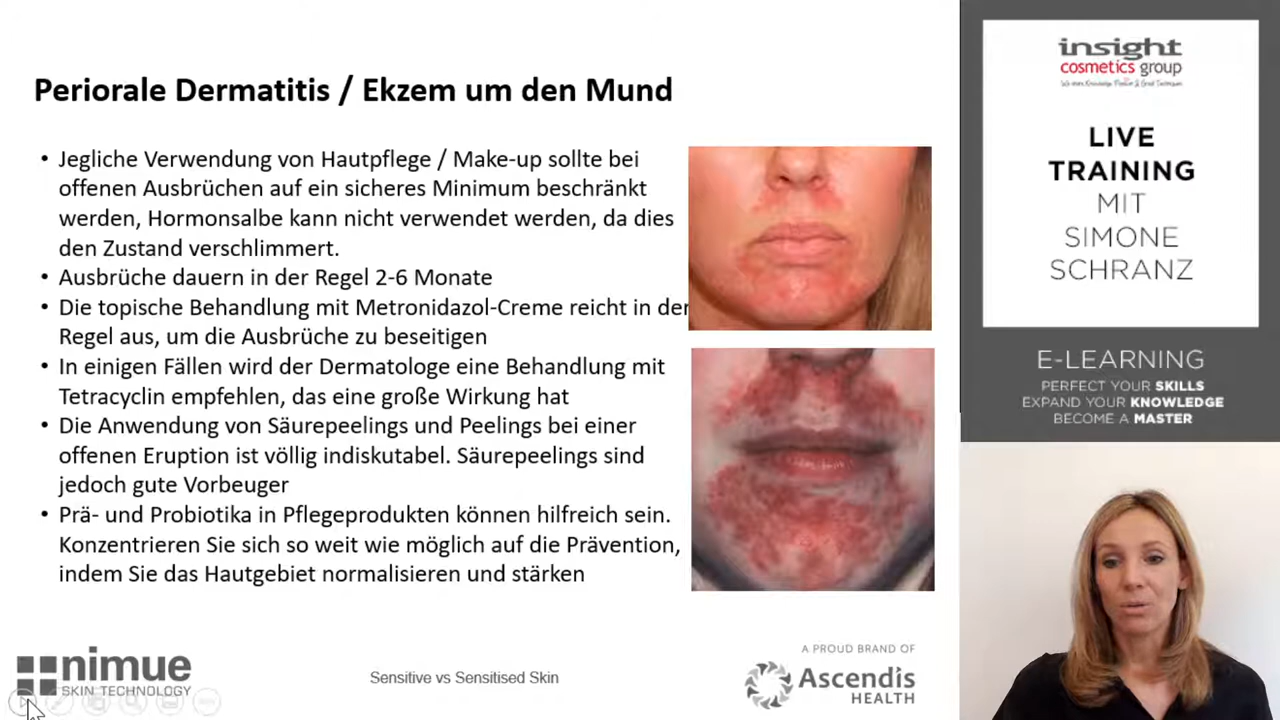 Periorale Dermatitis / Ekzem um den Mund
• Jegliche Verwendung von Hautpflege / Make-up sollte bei
offenen Ausbrüchen auf ein sicheres Minimum beschränkt
werden, Hormonsalbe kann nicht verwendet werden, da dies
den Zustand verschlimmert.
• Ausbrüche dauern in der Regel 2-6 Monate
• Die topische Behandlung mit Metronidazol-Creme reicht in der
Regel aus, um die Ausbrüche zu beseitigen
• In einigen Fällen wird der Dermatologe eine Behandlung mit
Tetracyclin empfehlen, das eine große Wirkung hat
• Die Anwendung von Säurepeelings und Peelings bei einer
offenen Eruption ist völlig indiskutabel. Säurepeelings sind
jedoch gute Vorbeuger
• Prä- und Probiotika in Pflegeprodukten können hilfreich sein.
Konzentrieren Sie sich so weit wie möglich auf die Prävention,
indem Sie das Hautgebiet normalisieren und stärken
nimue
SKIN TECHNOLOGY
Sensitive vs Sensitised Skin
A PROUD BRAND OF
Ascendis
HEALTH
insight
cosmetics group
LIVE
TRAINING
MIT
SIMONE
SCHRANZ
E-LEARNING
PERFECT YOUR SKILLS
EXPAND YOUR KNOWLEDGE
BECOME A MASTER